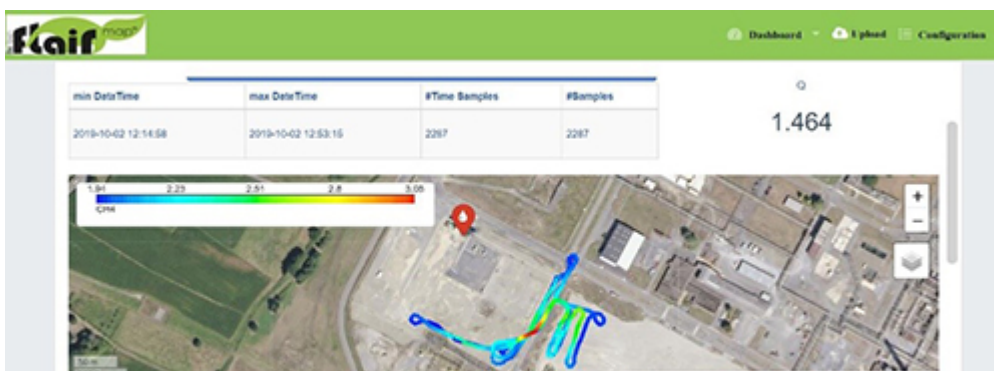 Flair map
Dashboard Upload Configuration
min DateTime max DateTime #Time Samples #Samples
Q
2019-10-02 12:14:58 2019-10-02 12:53:15 2287 2287
1.464
1.94 2.23 2.51 2.8 3.08
CH4
+
−
50 m